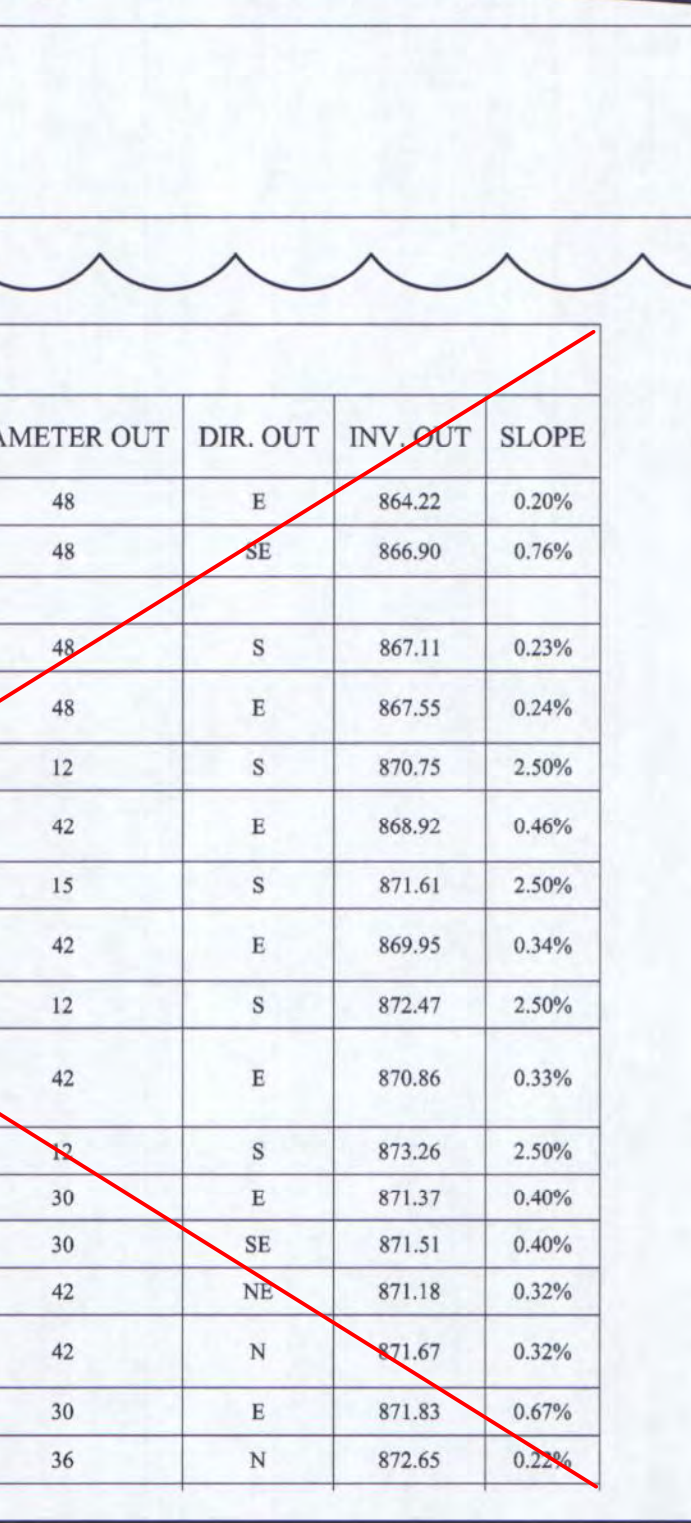 AMETER OUT DIR. OUT INV. OUT SLOPE
48 E 864.22 0.20%
48 SE 866.90 0.76%
48 S 867.11 0.23%
48 E 867.55 0.24%
12 S 870.75 2.50%
42 E 868.92 0.46%
15 S 871.61 2.50%
42 E 869.95 0.34%
12 S 872.47 2.50%
42 E 870.86 0.33%
12 S 873.26 2.50%
30 E 871.37 0.40%
30 SE 871.51 0.40%
42 NE 871.18 0.32%
42 N 871.67 0.32%
30 E 871.83 0.67%
36 N 872.65 0.22%